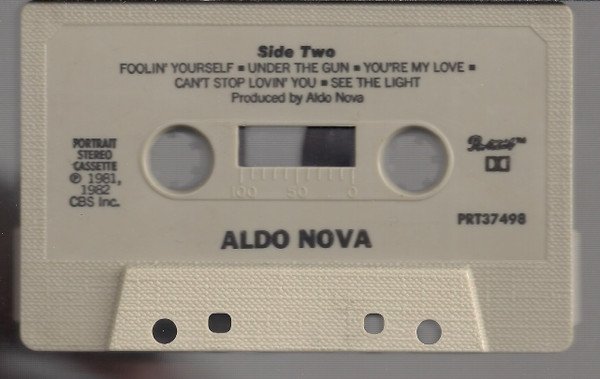 Side Two
FOOLIN' YOURSELF ■ UNDER THE GUN ■ YOU'RE MY LOVE ■
CAN'T STOP LOVIN' YOU ■ SEE THE LIGHT
Produced by Aldo Nova
PORTRAIT
STEREO
CASSETTE
℗ 1981,
1982
CBS Inc.
100 50 0
Portrait™
PRT37498
ALDO NOVA